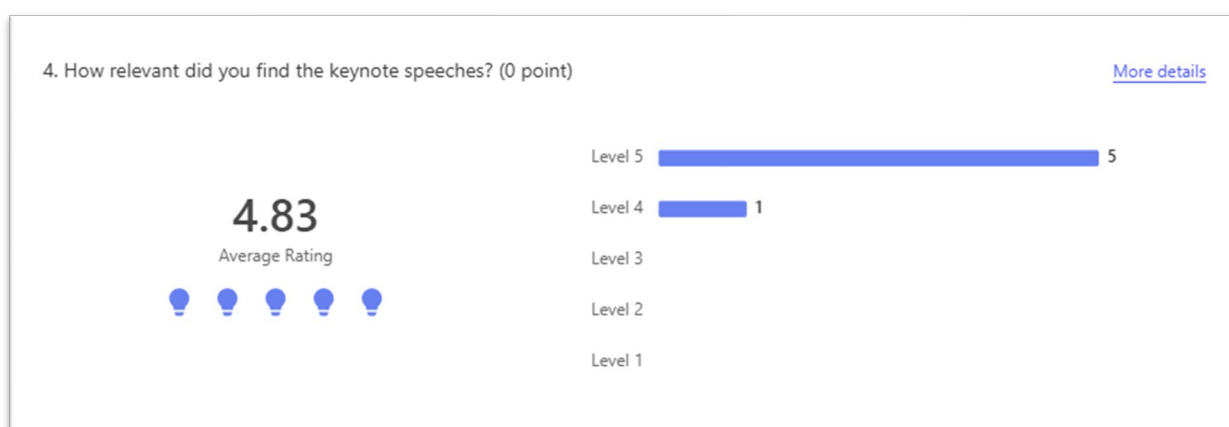 4. How relevant did you find the keynote speeches? (0 point)
More details
4.83
Average Rating
Level 5 5
Level 4 1
Level 3
Level 2
Level 1